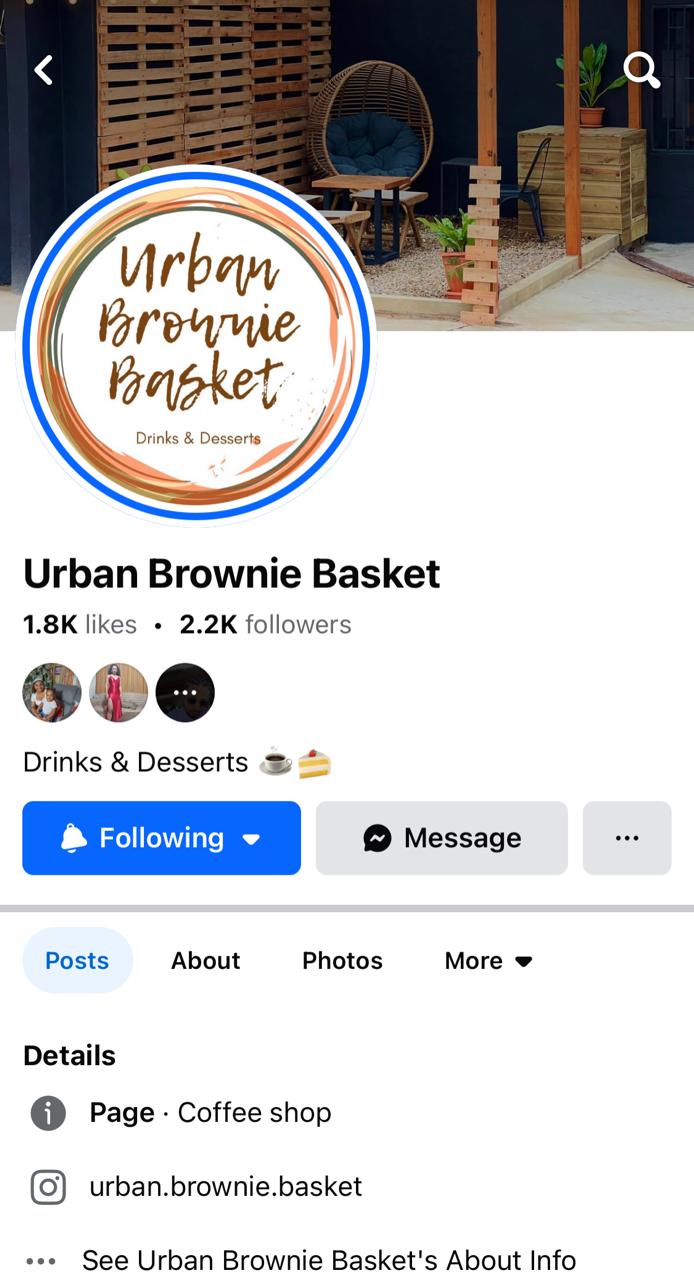 Urban
Brownie
Basket
Drinks & Desserts
Urban Brownie Basket
1.8K likes • 2.2K followers
Drinks & Desserts ☕🍰
Following
Message
Posts About Photos More
Details
Page · Coffee shop
urban.brownie.basket
See Urban Brownie Basket's About Info